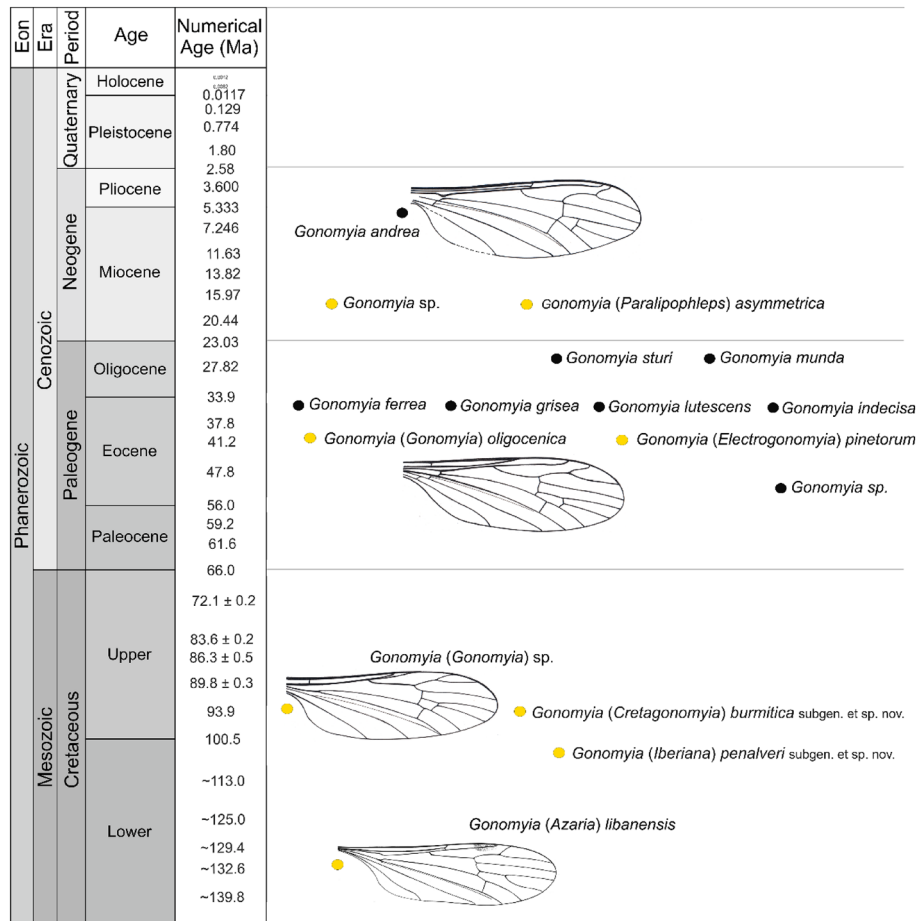 Eon
Era
Period
Age
Numerical
Age (Ma)
Phanerozoic
Cenozoic
Mesozoic
Quaternary
Neogene
Paleogene
Cretaceous
Holocene
Pleistocene
Pliocene
Miocene
Oligocene
Eocene
Paleocene
Upper
Lower
0.0117
0.129
0.774
1.80
2.58
3.600
5.333
7.246
11.63
13.82
15.97
20.44
23.03
27.82
33.9
37.8
41.2
47.8
56.0
59.2
61.6
66.0
72.1 ± 0.2
83.6 ± 0.2
86.3 ± 0.5
89.8 ± 0.3
93.9
100.5
~113.0
~125.0
~129.4
~132.6
~139.8
Gonomyia andrea
Gonomyia sp.
Gonomyia (Paralipophleps) asymmetrica
Gonomyia sturi
Gonomyia munda
Gonomyia ferrea
Gonomyia grisea
Gonomyia lutescens
Gonomyia indecisa
Gonomyia (Gonomyia) oligocenica
Gonomyia (Electrogonomyia) pinetorum
Gonomyia sp.
Gonomyia (Gonomyia) sp.
Gonomyia (Cretagonomyia) burmitica subgen. et sp. nov.
Gonomyia (Iberiana) penalveri subgen. et sp. nov.
Gonomyia (Azaria) libanensis